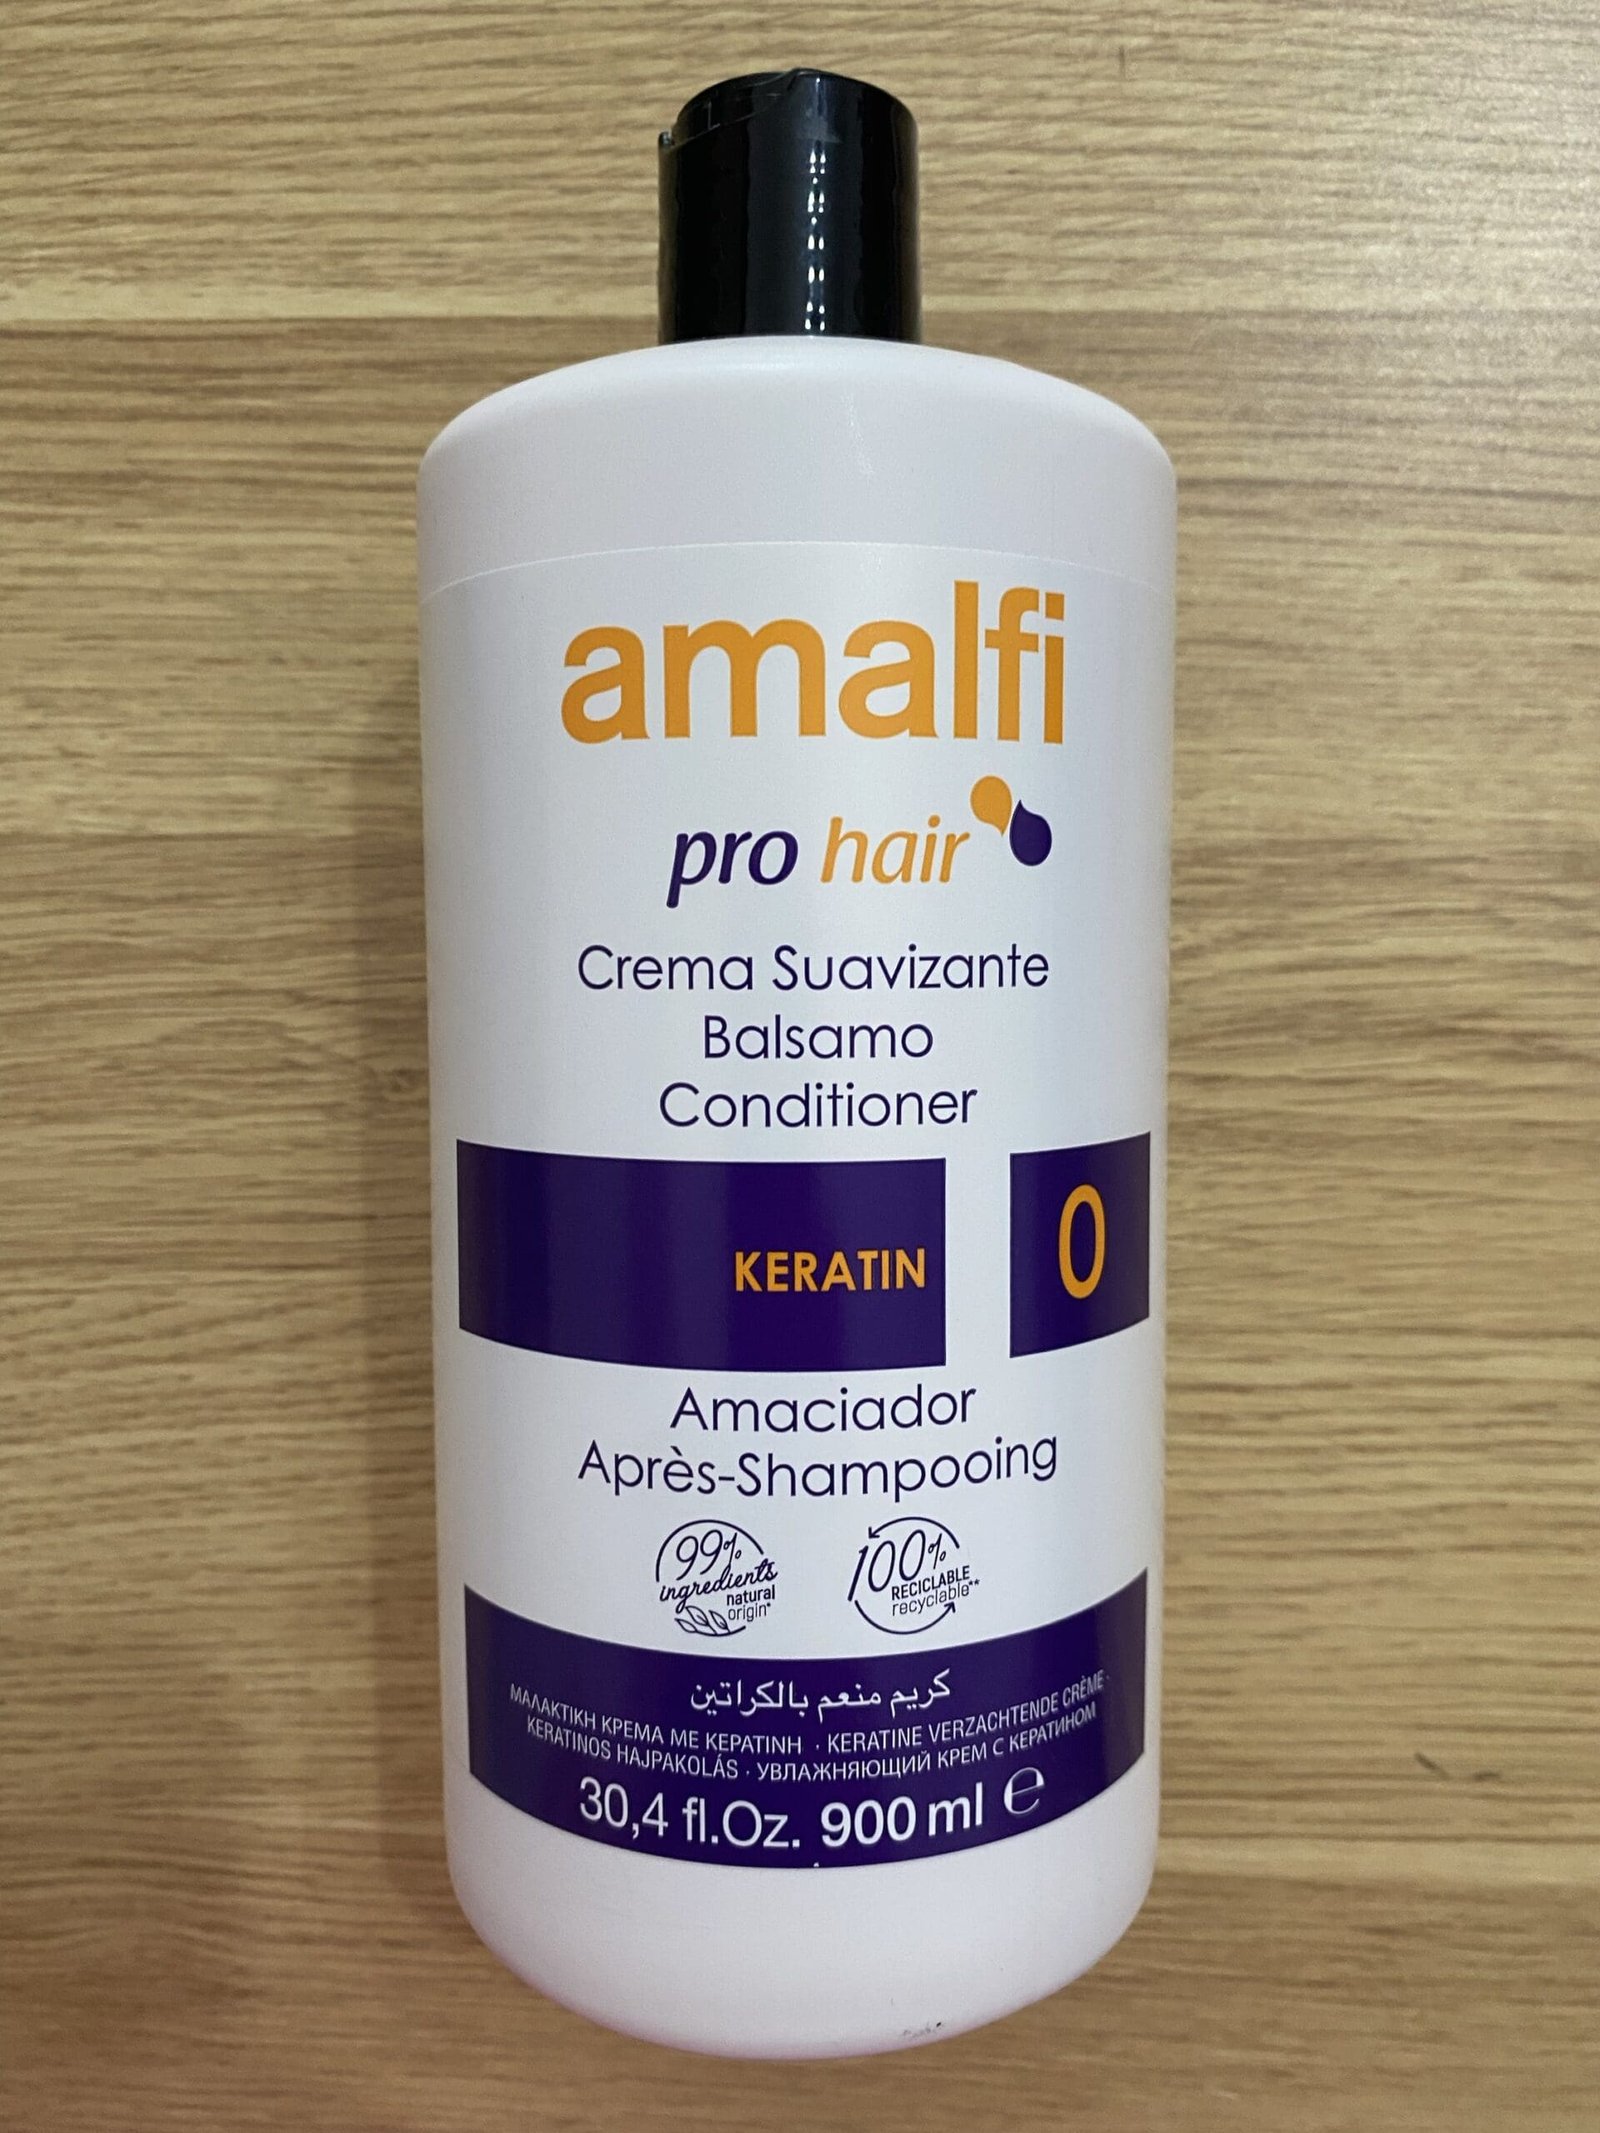 amalfi
pro hair
Crema Suavizante
Balsamo
Conditioner
KERATIN
0
Amaciador
Après-Shampooing
99%
ingredients
natural
origin*
100%
RECICLABLE
recyclable**
كريم منعم بالكراتين
ΜΑΛΑΚΤΙΚΗ ΚΡΕΜΑ ΜΕ ΚΕΡΑΤΙΝΗ · KERATINE VERZACHTENDE CRÈME ·
KERATINOS HAJPAKOLÁS · УВЛАЖНЯЮЩИЙ КРЕМ С КЕРАТИНОМ
30,4 fl.Oz. 900 ml ℮